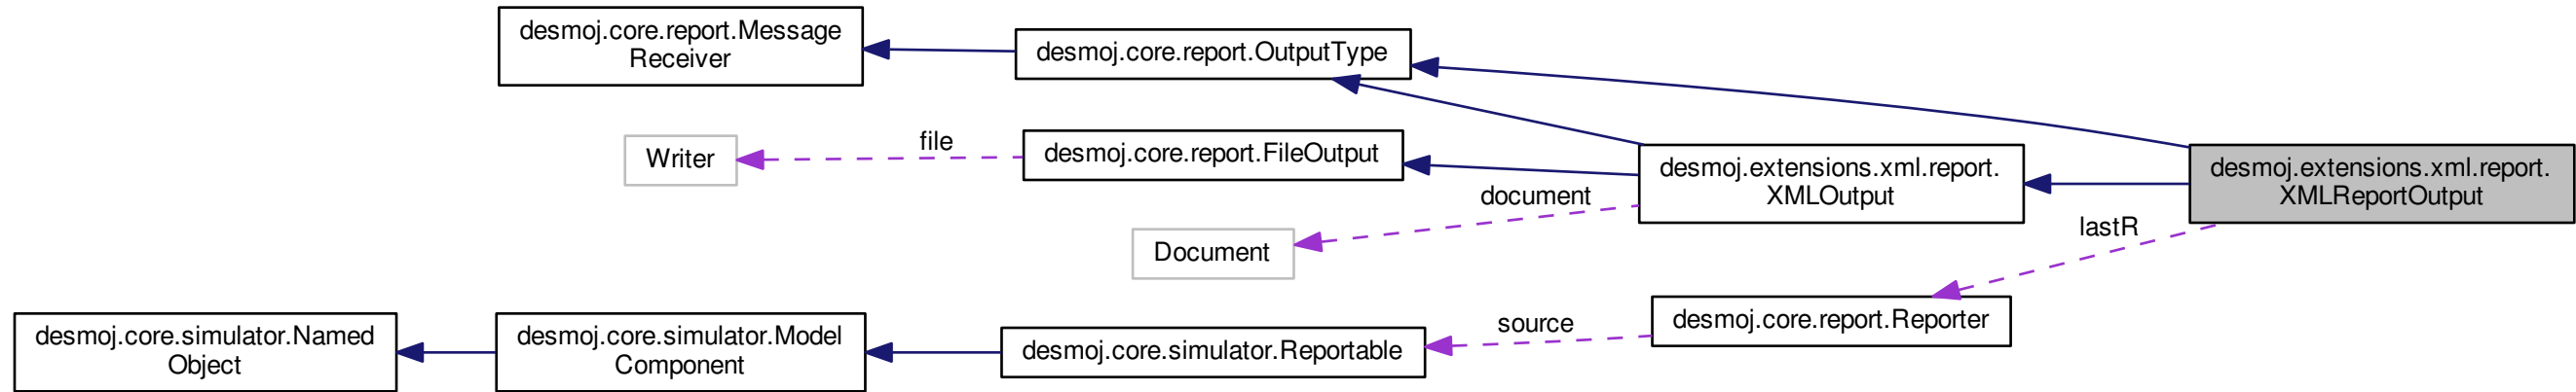 desmoj.core.report.Message
Receiver
desmoj.core.report.OutputType
file
Writer
desmoj.core.report.FileOutput
desmoj.extensions.xml.report.
XMLOutput
desmoj.extensions.xml.report.
XMLReportOutput
document
Document
lastR
desmoj.core.simulator.Named
Object
desmoj.core.simulator.Model
Component
desmoj.core.simulator.Reportable
source
desmoj.core.report.Reporter